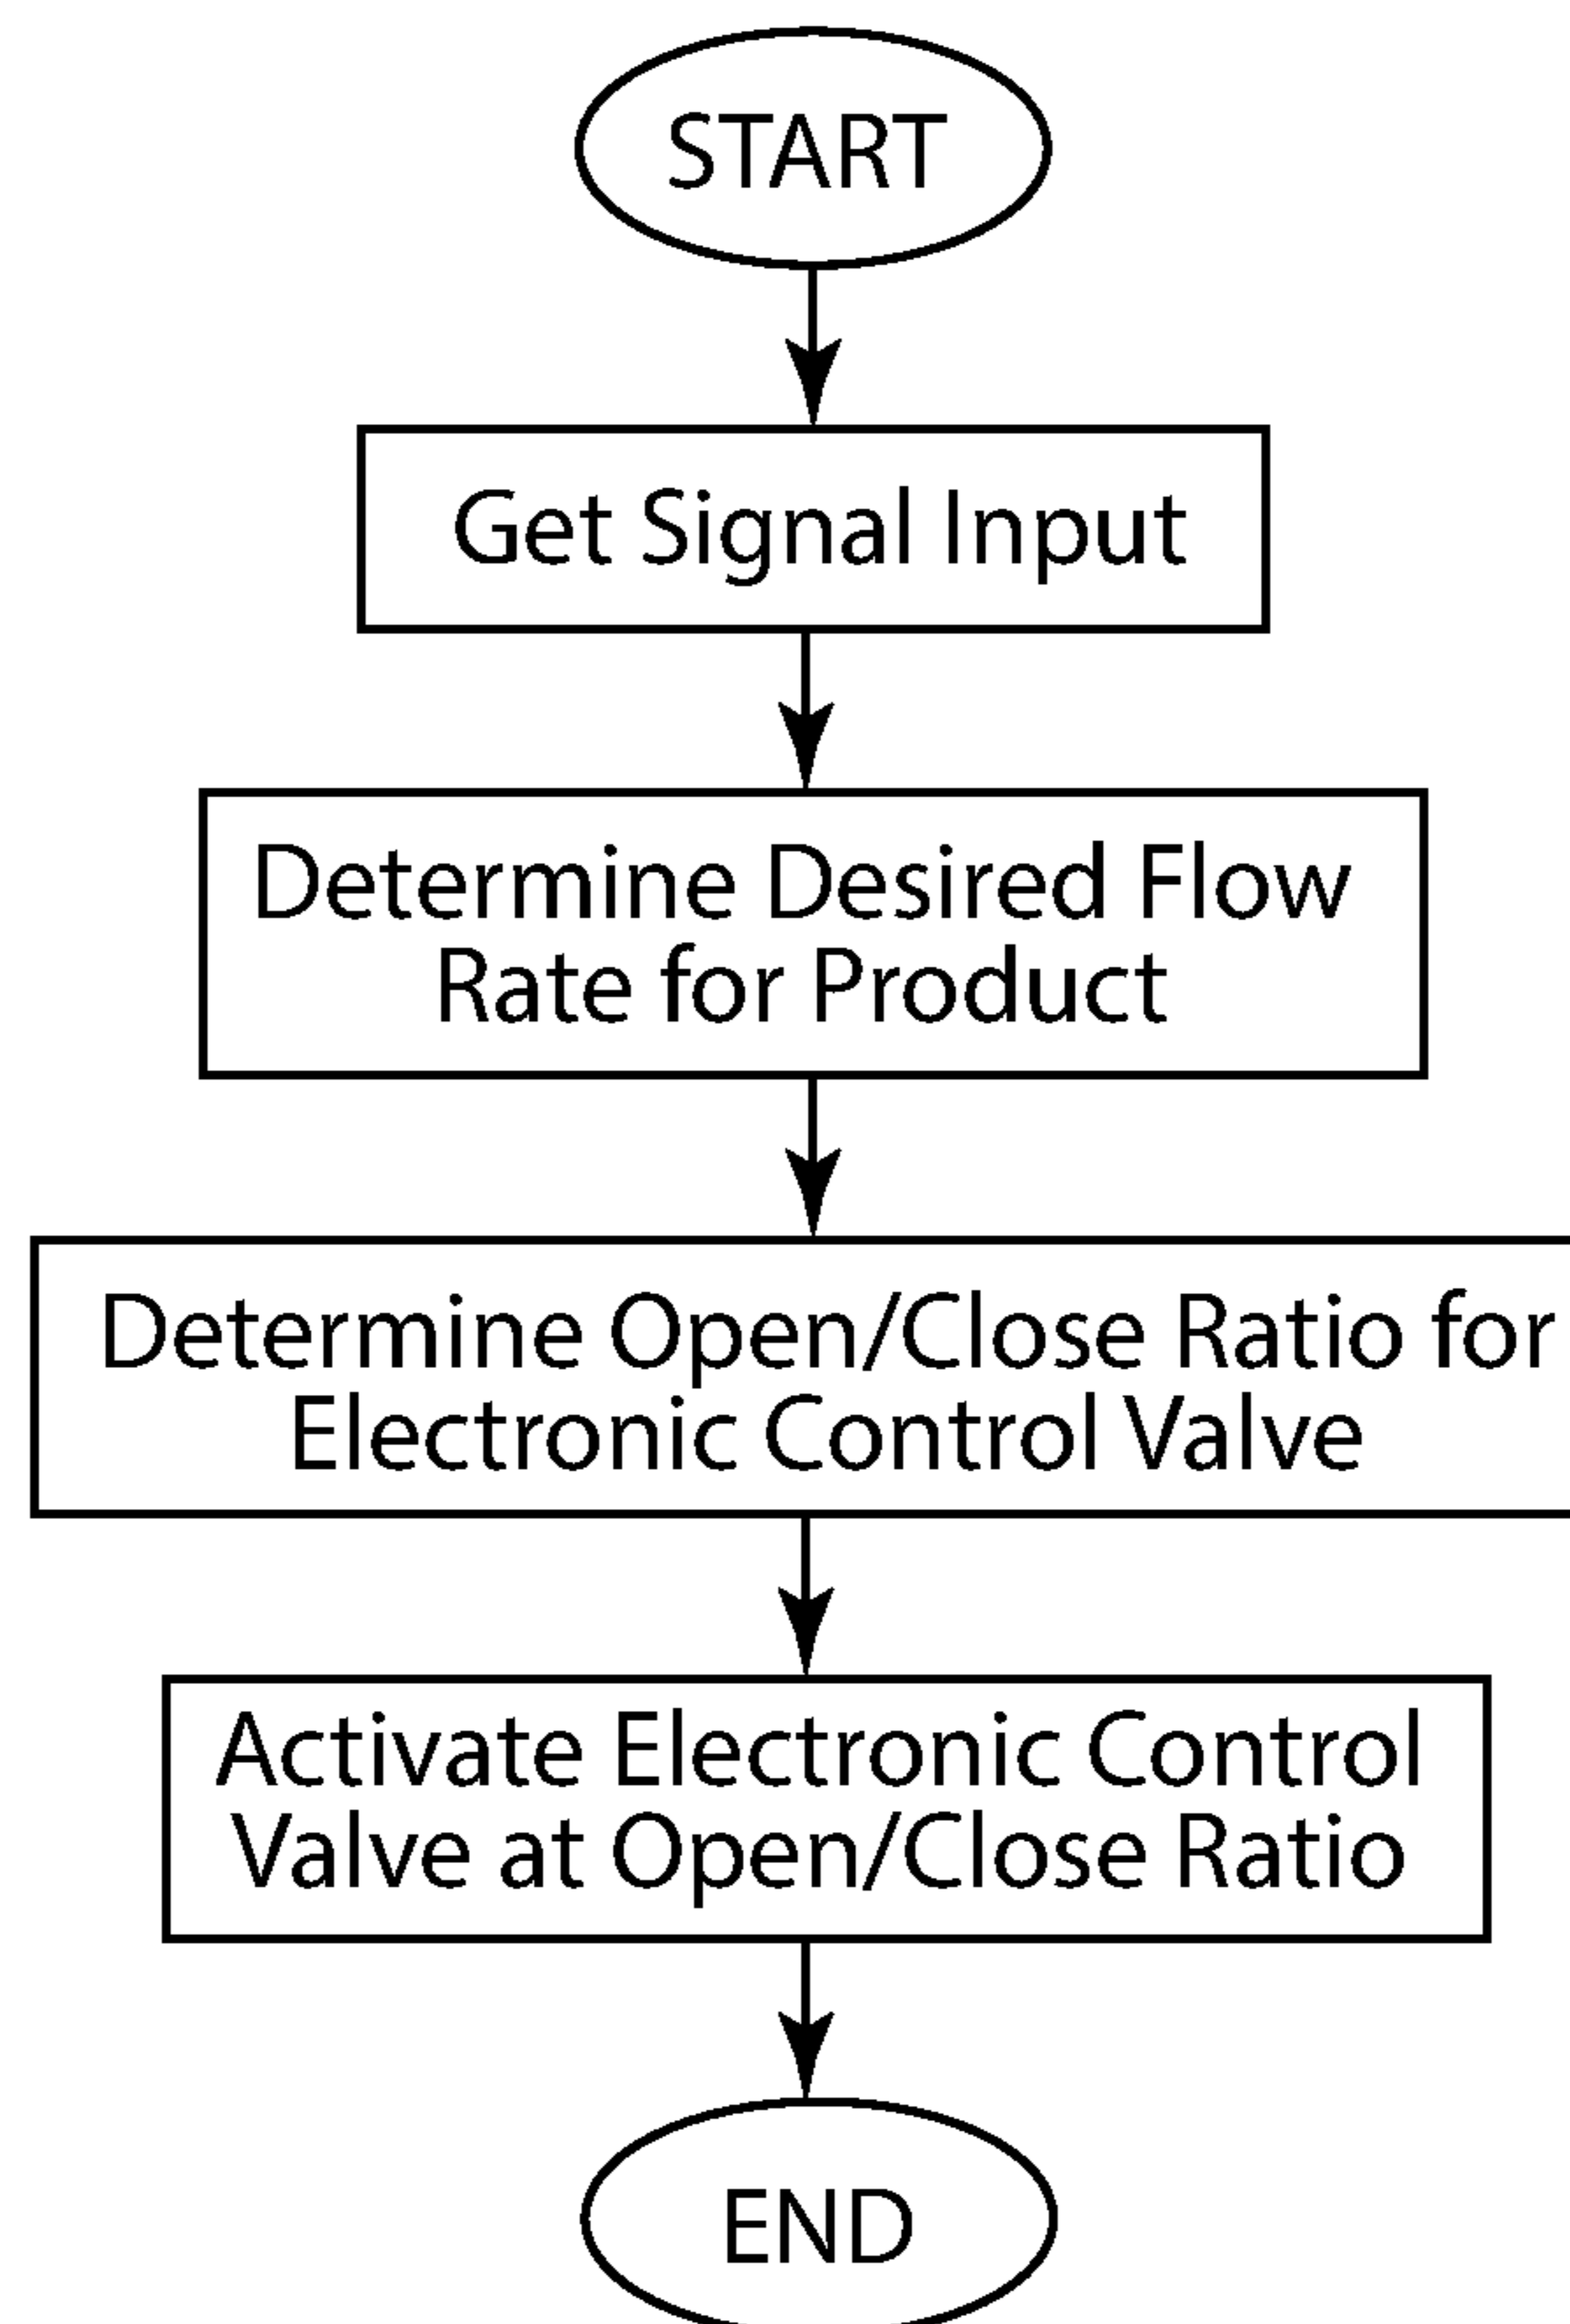 START
Get Signal Input
Determine Desired Flow
Rate for Product
Determine Open/Close Ratio for
Electronic Control Valve
Activate Electronic Control
Valve at Open/Close Ratio
END